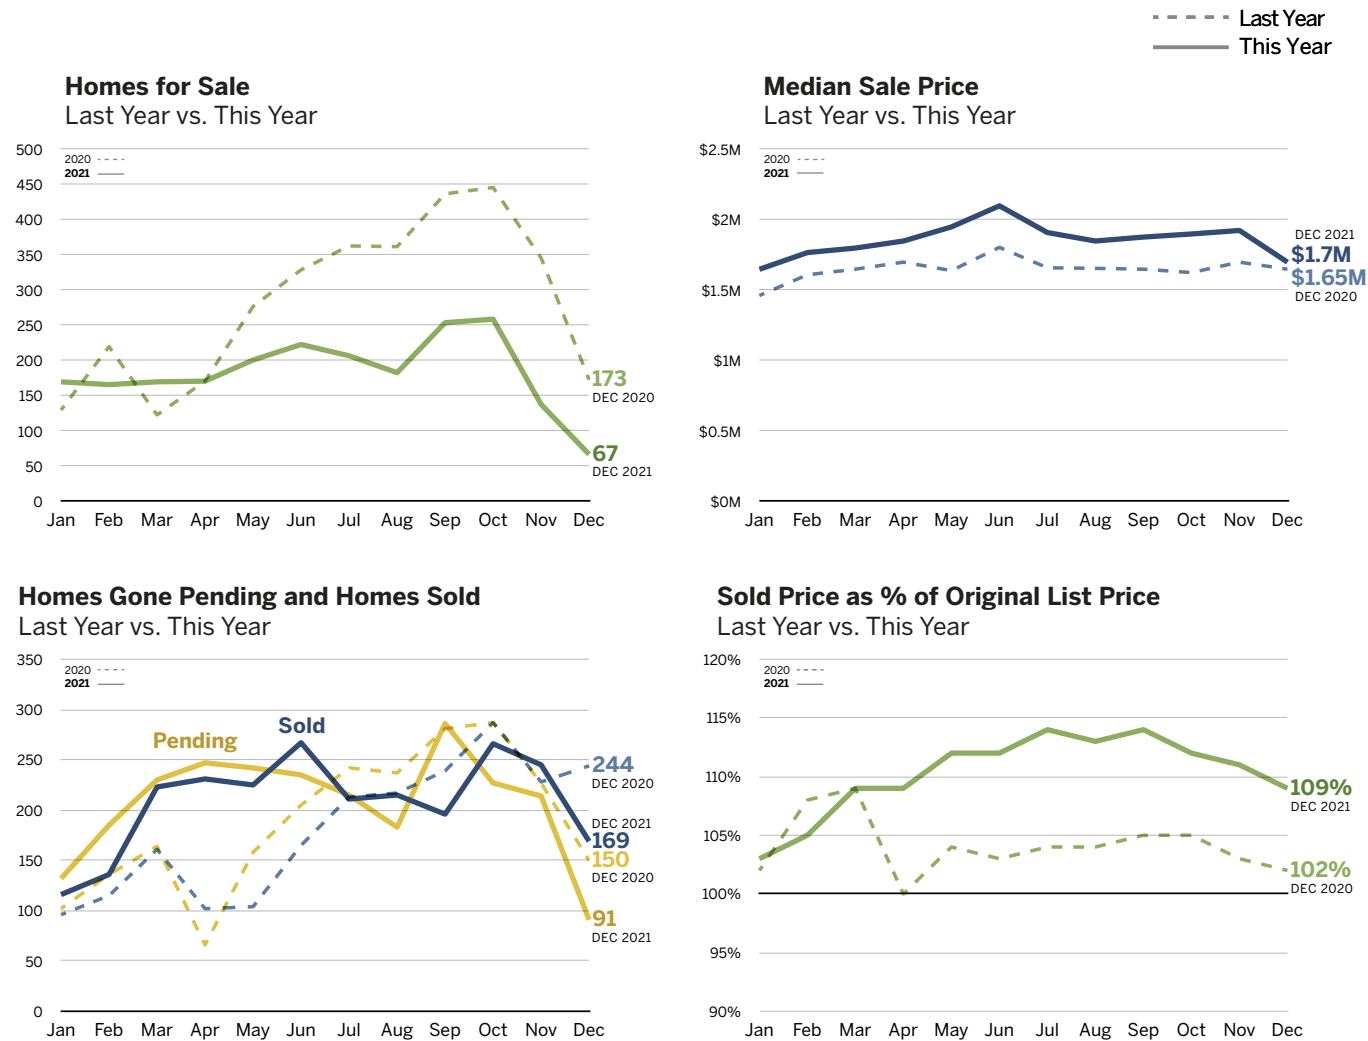 Last Year
This Year
Homes for Sale
Last Year vs. This Year
500
450
400
350
300
250
200
150
100
50
0
2020
2021
173
DEC 2020
67
DEC 2021
Jan Feb Mar Apr May Jun Jul Aug Sep Oct Nov Dec
Median Sale Price
Last Year vs. This Year
$2.5M
$2M
$1.5M
$1M
$0.5M
$0M
2020
2021
DEC 2021
$1.7M
$1.65M
DEC 2020
Jan Feb Mar Apr May Jun Jul Aug Sep Oct Nov Dec
Homes Gone Pending and Homes Sold
Last Year vs. This Year
350
300
250
200
150
100
50
0
2020
2021
Pending
Sold
244
DEC 2020
DEC 2021
169
150
DEC 2020
91
DEC 2021
Jan Feb Mar Apr May Jun Jul Aug Sep Oct Nov Dec
Sold Price as % of Original List Price
Last Year vs. This Year
120%
115%
110%
105%
100%
95%
90%
2020
2021
109%
DEC 2021
102%
DEC 2020
Jan Feb Mar Apr May Jun Jul Aug Sep Oct Nov Dec